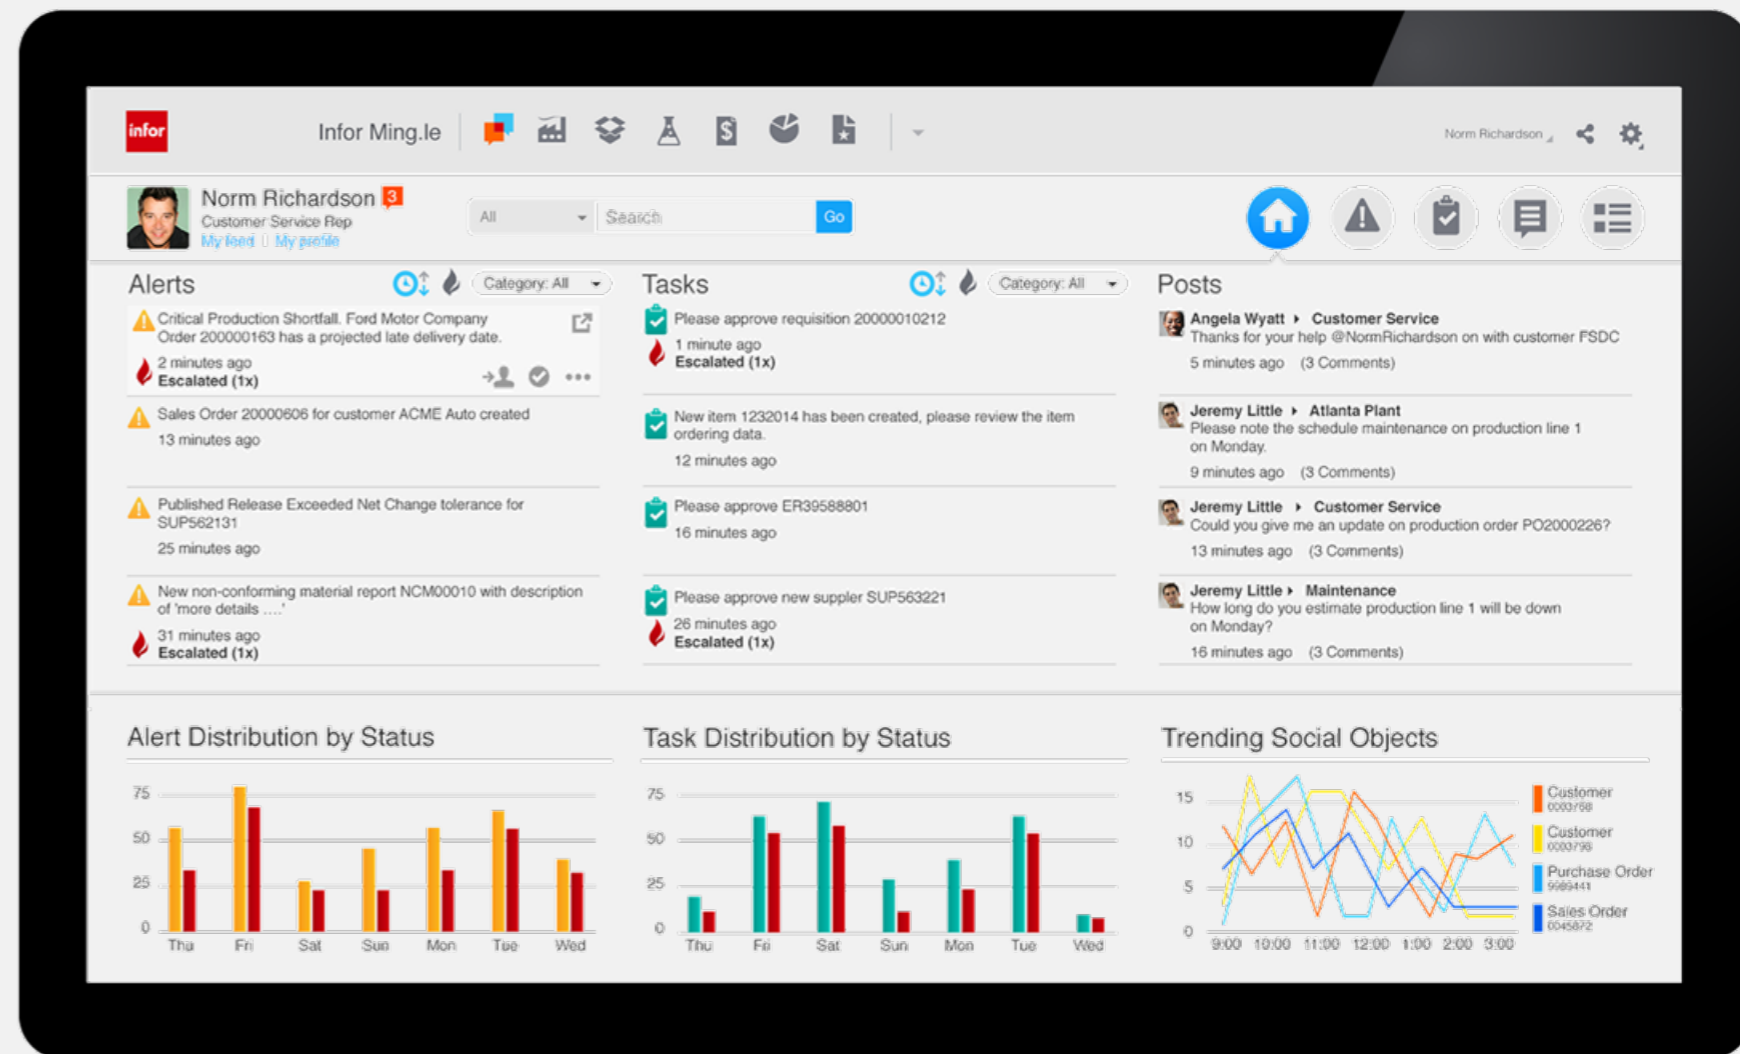 infor
Infor Ming.le
Norm Richardson
Norm Richardson 3
Customer Service Rep
My feed My profile
All Search Go
Alerts
Category: All
Critical Production Shortfall. Ford Motor Company
Order 200000163 has a projected late delivery date.
2 minutes ago
Escalated (1x)
Sales Order 20000606 for customer ACME Auto created
13 minutes ago
Published Release Exceeded Net Change tolerance for
SUP562131
25 minutes ago
New non-conforming material report NCM00010 with description
of 'more details ....'
31 minutes ago
Escalated (1x)
Tasks
Category: All
Please approve requisition 20000010212
1 minute ago
Escalated (1x)
New item 1232014 has been created, please review the item
ordering data.
12 minutes ago
Please approve ER39588801
16 minutes ago
Please approve new suppler SUP563221
26 minutes ago
Escalated (1x)
Posts
Angela Wyatt Customer Service
Thanks for your help @NormRichardson on with customer FSDC
5 minutes ago (3 Comments)
Jeremy Little Atlanta Plant
Please note the schedule maintenance on production line 1
on Monday.
9 minutes ago (3 Comments)
Jeremy Little Customer Service
Could you give me an update on production order PO2000226?
13 minutes ago (3 Comments)
Jeremy Little Maintenance
How long do you estimate production line 1 will be down
on Monday?
16 minutes ago (3 Comments)
Alert Distribution by Status
75
50
25
0
Thu Fri Sat Sun Mon Tue Wed
Task Distribution by Status
75
50
25
0
Thu Fri Sat Sun Mon Tue Wed
Trending Social Objects
15
10
5
0
9:00 10:00 11:00 12:00 1:00 2:00 3:00
Customer
0003768
Customer
0003798
Purchase Order
9989441
Sales Order
0045872